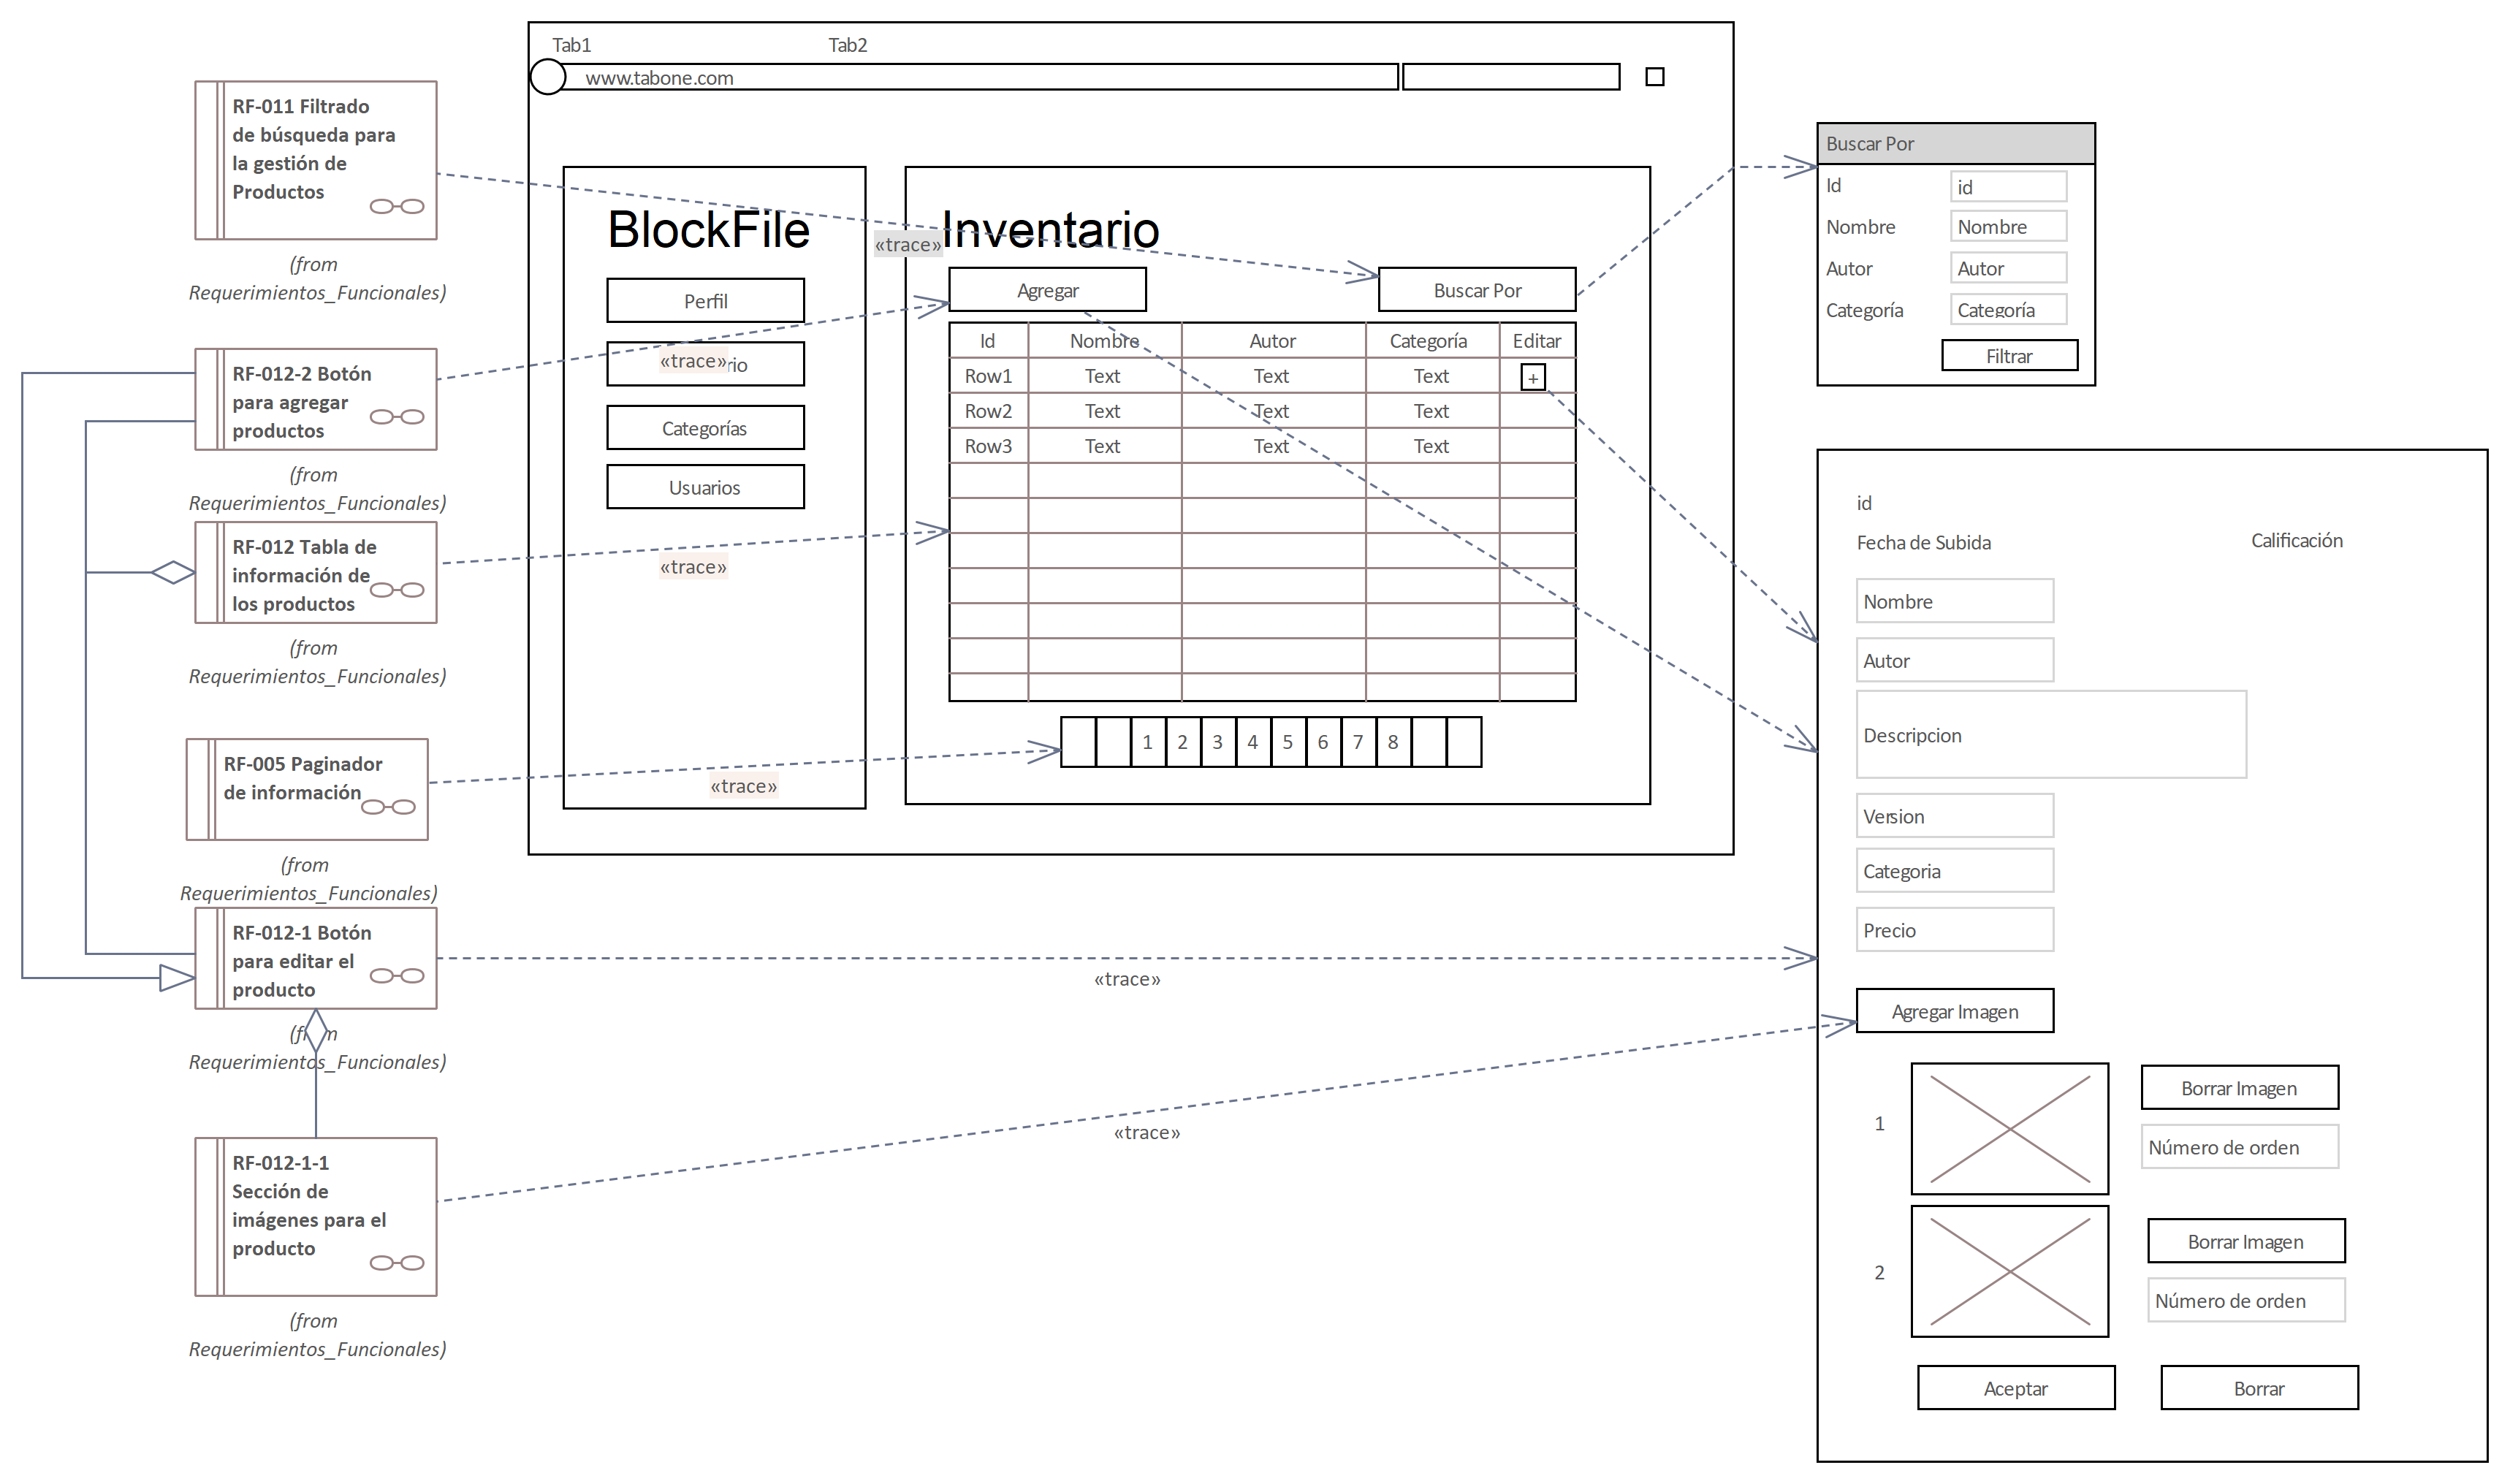 RF-011 Filtrado
de búsqueda para
la gestión de
Productos
(from
Requerimientos_Funcionales)
RF-012-2 Botón
para agregar
productos
(from
Requerimientos_Funcionales)
RF-012 Tabla de
información de
los productos
(from
Requerimientos_Funcionales)
RF-005 Paginador
de información
(from
Requerimientos_Funcionales)
RF-012-1 Botón
para editar el
producto
(from
Requerimientos_Funcionales)
RF-012-1-1
Sección de
imágenes para el
producto
(from
Requerimientos_Funcionales)
Tab1 Tab2
www.tabone.com
BlockFile
Perfil
Categorías
Usuarios
«trace»
«trace»
«trace»
«trace»
«trace»
«trace»
Inventario
Agregar Buscar Por
Id Nombre Autor Categoría Editar
Row1 Text Text Text +
Row2 Text Text Text
Row3 Text Text Text
1 2 3 4 5 6 7 8
Buscar Por
Id id
Nombre Nombre
Autor Autor
Categoría Categoría
Filtrar
id
Fecha de Subida Calificación
Nombre
Autor
Descripcion
Version
Categoria
Precio
Agregar Imagen
1 Borrar Imagen
Número de orden
2 Borrar Imagen
Número de orden
Aceptar Borrar